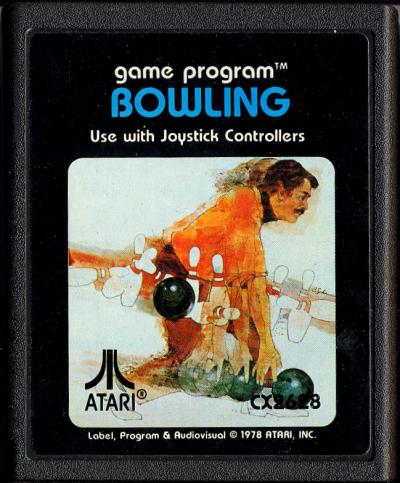 game program™
BOWLING
Use with Joystick Controllers
ATARI®
CX2628
Label, Program & Audiovisual © 1978 ATARI, INC.